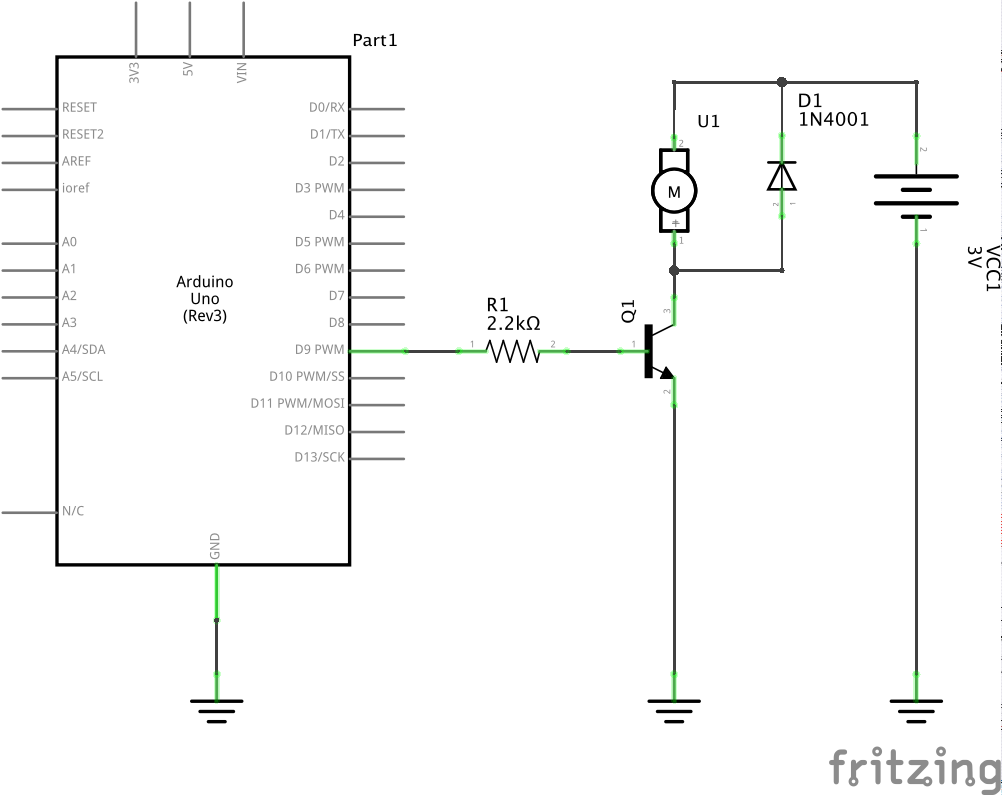 Part1
3V3
5V
VIN
RESET
RESET2
AREF
ioref
A0
A1
A2
A3
A4/SDA
A5/SCL
N/C
Arduino
Uno
(Rev3)
D0/RX
D1/TX
D2
D3 PWM
D4
D5 PWM
D6 PWM
D7
D8
D9 PWM
D10 PWM/SS
D11 PWM/MOSI
D12/MISO
D13/SCK
GND
R1
2.2kΩ
1
2
Q1
1
3
2
U1
2
M
+
1
D1
1N4001
2
1
2
1
VCC1
3V
fritzing